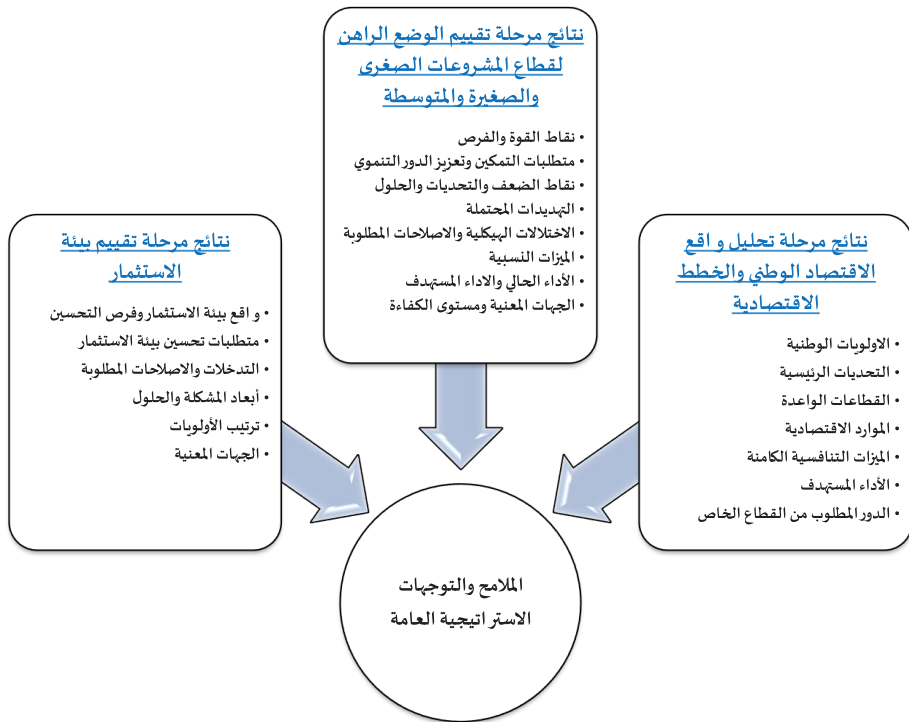 نتائج مرحلة تقييم الوضع الراهن
لقطاع المشروعات الصغرى
والصغيرة والمتوسطة
• نقاط القوة والفرص
• متطلبات التمكين وتعزيز الدور التنموي
• نقاط الضعف والتحديات والحلول
• التهديدات المحتملة
• الاختلالات الهيكلية والاصلاحات المطلوبة
• الميزات النسبية
• الأداء الحالي والاداء المستهدف
• الجهات المعنية ومستوى الكفاءة
نتائج مرحلة تحليل واقع
الاقتصاد الوطني والخطط
الاقتصادية
• الاولويات الوطنية
• التحديات الرئيسية
• القطاعات الواعدة
• الموارد الاقتصادية
• الميزات التنافسية الكامنة
• الأداء المستهدف
• الدور المطلوب من القطاع الخاص
نتائج مرحلة تقييم بيئة
الاستثمار
• واقع بيئة الاستثمار وفرص التحسين
• متطلبات تحسين بيئة الاستثمار
• التدخلات والاصلاحات المطلوبة
• أبعاد المشكلة والحلول
• ترتيب الأولويات
• الجهات المعنية
الملامح والتوجهات
الاستراتيجية العامة